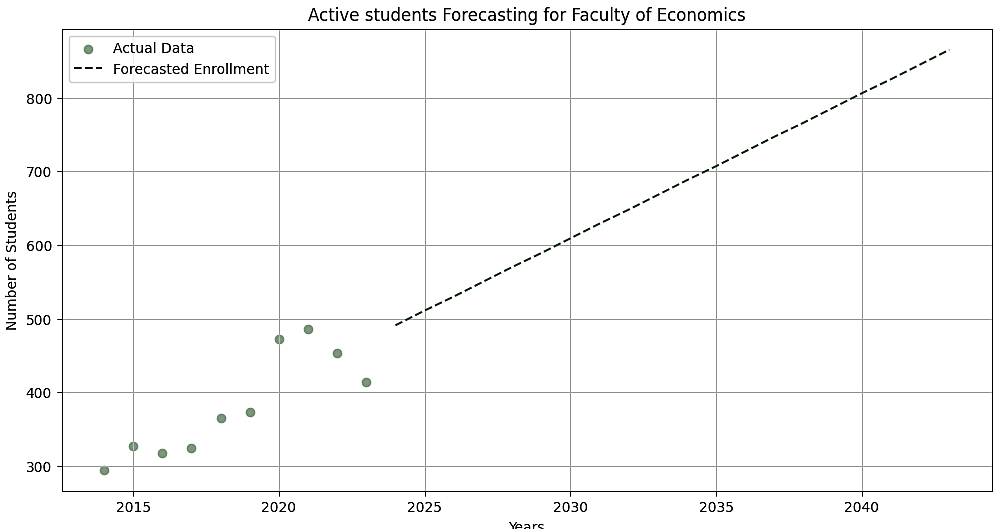 Active students Forecasting for Faculty of Economics
Actual Data
Forecasted Enrollment
Number of Students
800
700
600
500
400
300
2015 2020 2025 2030 2035 2040
Years